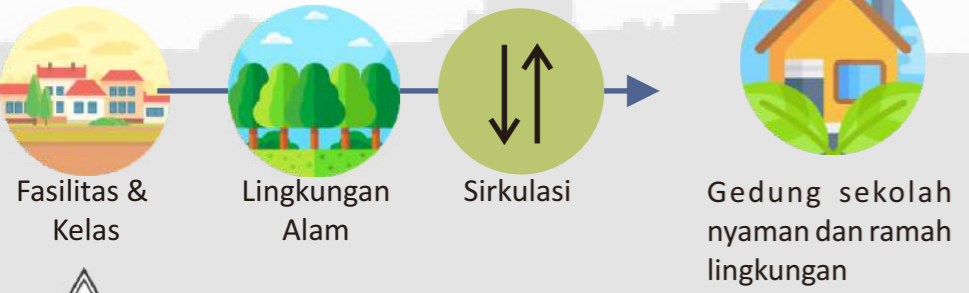 Fasilitas &
Kelas
Lingkungan
Alam
Sirkulasi
Gedung sekolah
nyaman dan ramah
lingkungan